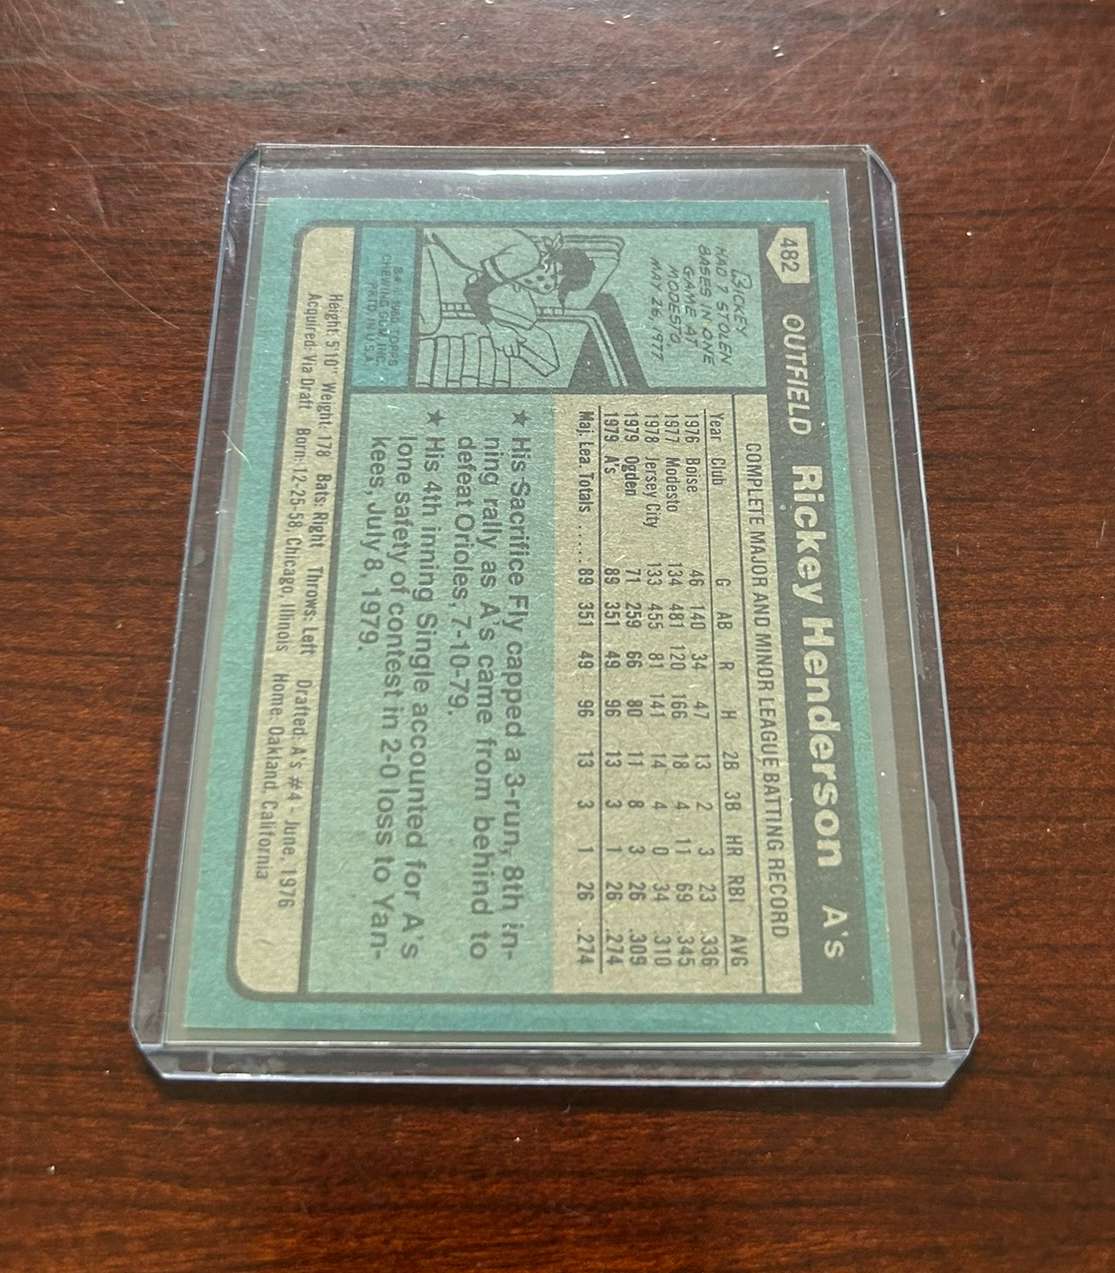 482 OUTFIELD Rickey Henderson A's
RICKEY
HAD 7 STOLEN
BASES IN ONE
GAME AT
MODESTO,
MAY 26, 1977.
COMPLETE MAJOR AND MINOR LEAGUE BATTING RECORD
Year Club G AB R H 2B 3B HR RBI AVG
1976 Boise 46 140 34 47 13 2 3 23 .336
1977 Modesto 134 481 120 166 18 4 11 69 .345
1978 Jersey City 133 455 81 141 14 4 0 34 .310
1979 Ogden 71 259 66 80 11 8 3 26 .309
1979 A's 89 351 49 96 13 3 1 26 .274
Maj. Lea. Totals ..... 89 351 49 96 13 3 1 26 .274
★ His Sacrifice Fly capped a 3-run, 8th in-
ning rally as A's came from behind to
defeat Orioles, 7-10-79.
★ His 4th inning Single accounted for A's
lone safety of contest in 2-0 loss to Yan-
kees, July 8, 1979.
TOPPS
CHEWING GUM, INC.
PRTD. IN U.S.A.
Height: 5'10" Weight: 178 Bats: Right Throws: Left Drafted: A's #4 - June, 1976
Acquired: Via Draft Born: 12-25-58, Chicago, Illinois Home: Oakland, California